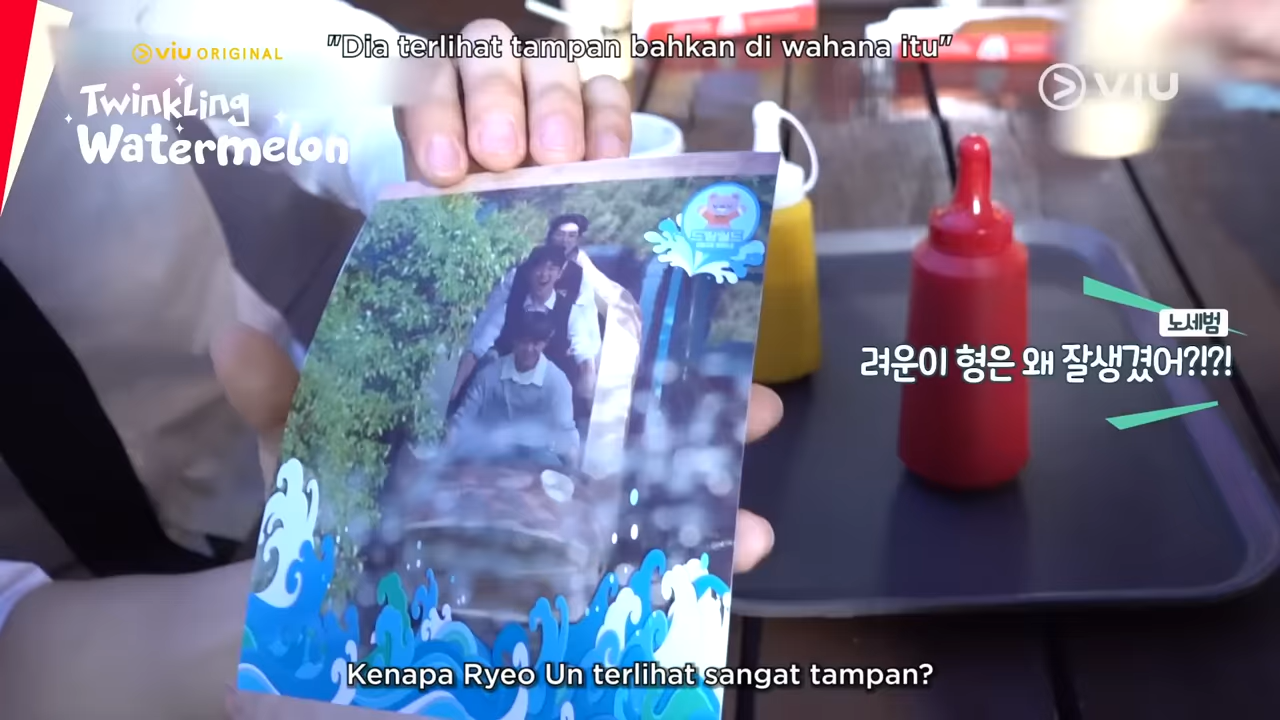 "Dia terlihat tampan bahkan di wahana itu"
viu ORIGINAL
Twinkling
Watermelon
viu
노세범
려운이 형은 왜 잘생겼어?!?!
Kenapa Ryeo Un terlihat sangat tampan?